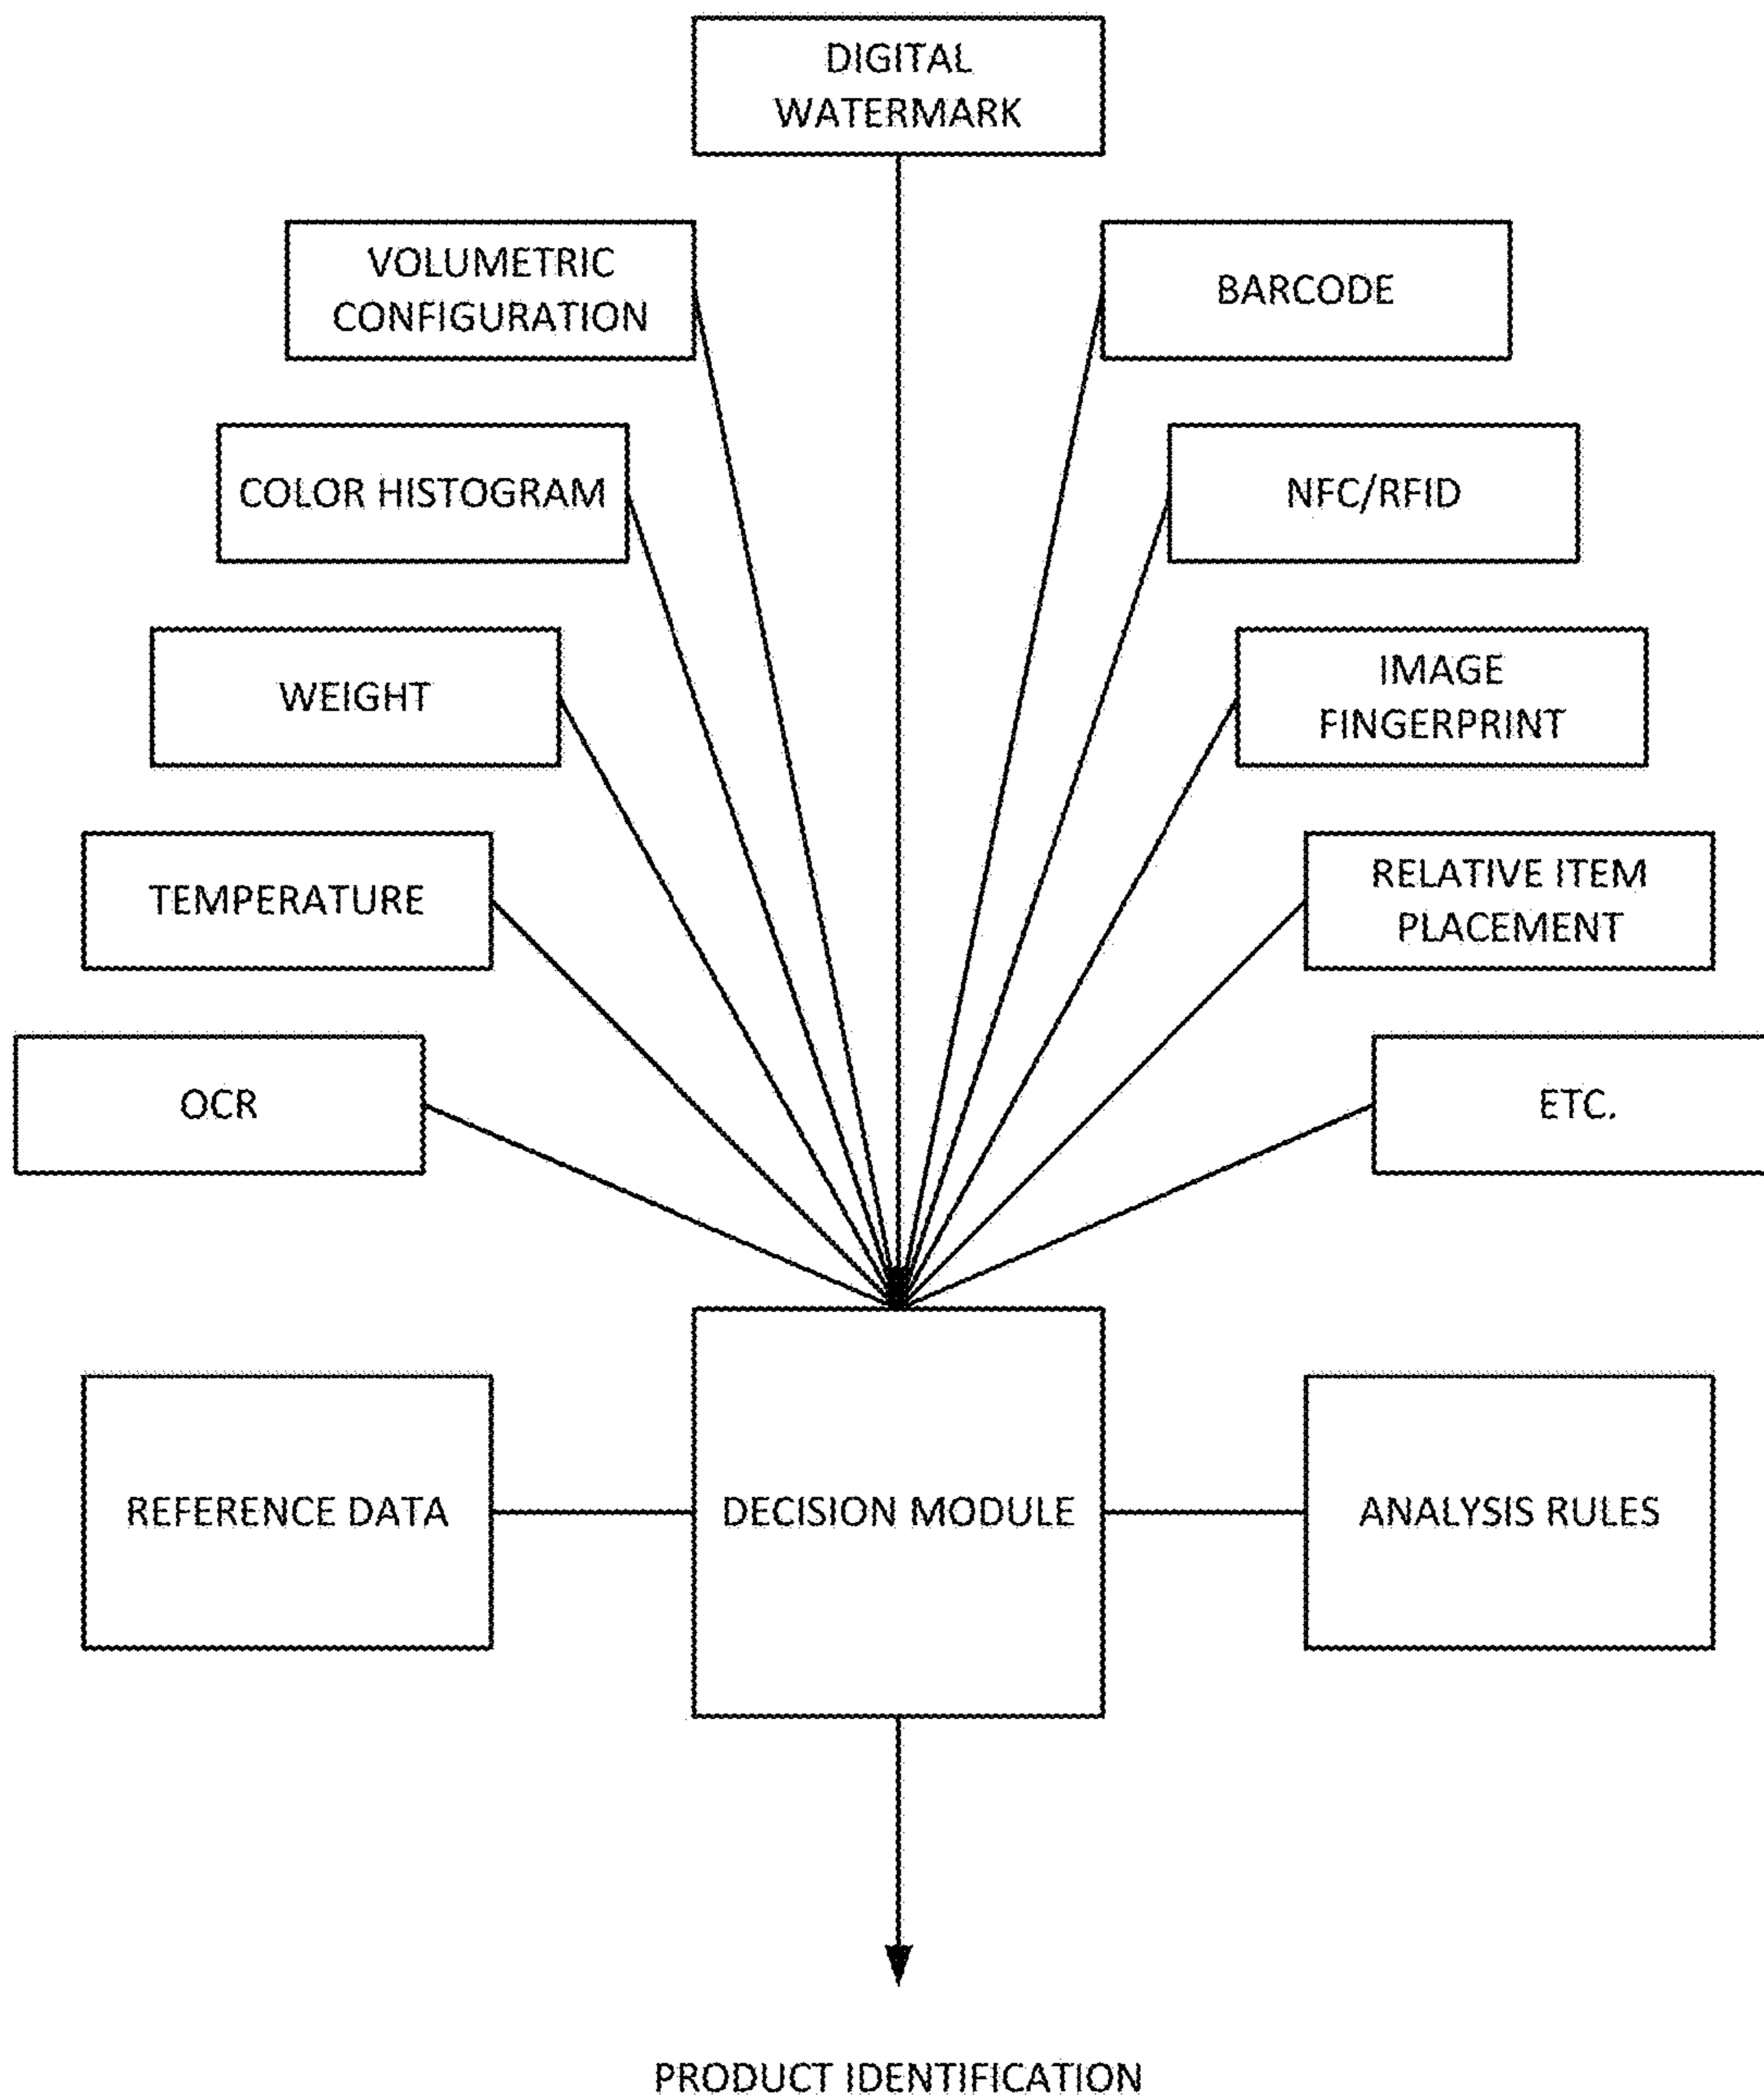 DIGITAL
WATERMARK
VOLUMETRIC
CONFIGURATION
BARCODE
COLOR HISTOGRAM
NFC/RFID
WEIGHT
IMAGE
FINGERPRINT
TEMPERATURE
RELATIVE ITEM
PLACEMENT
OCR
ETC.
REFERENCE DATA
DECISION MODULE
ANALYSIS RULES
PRODUCT IDENTIFICATION